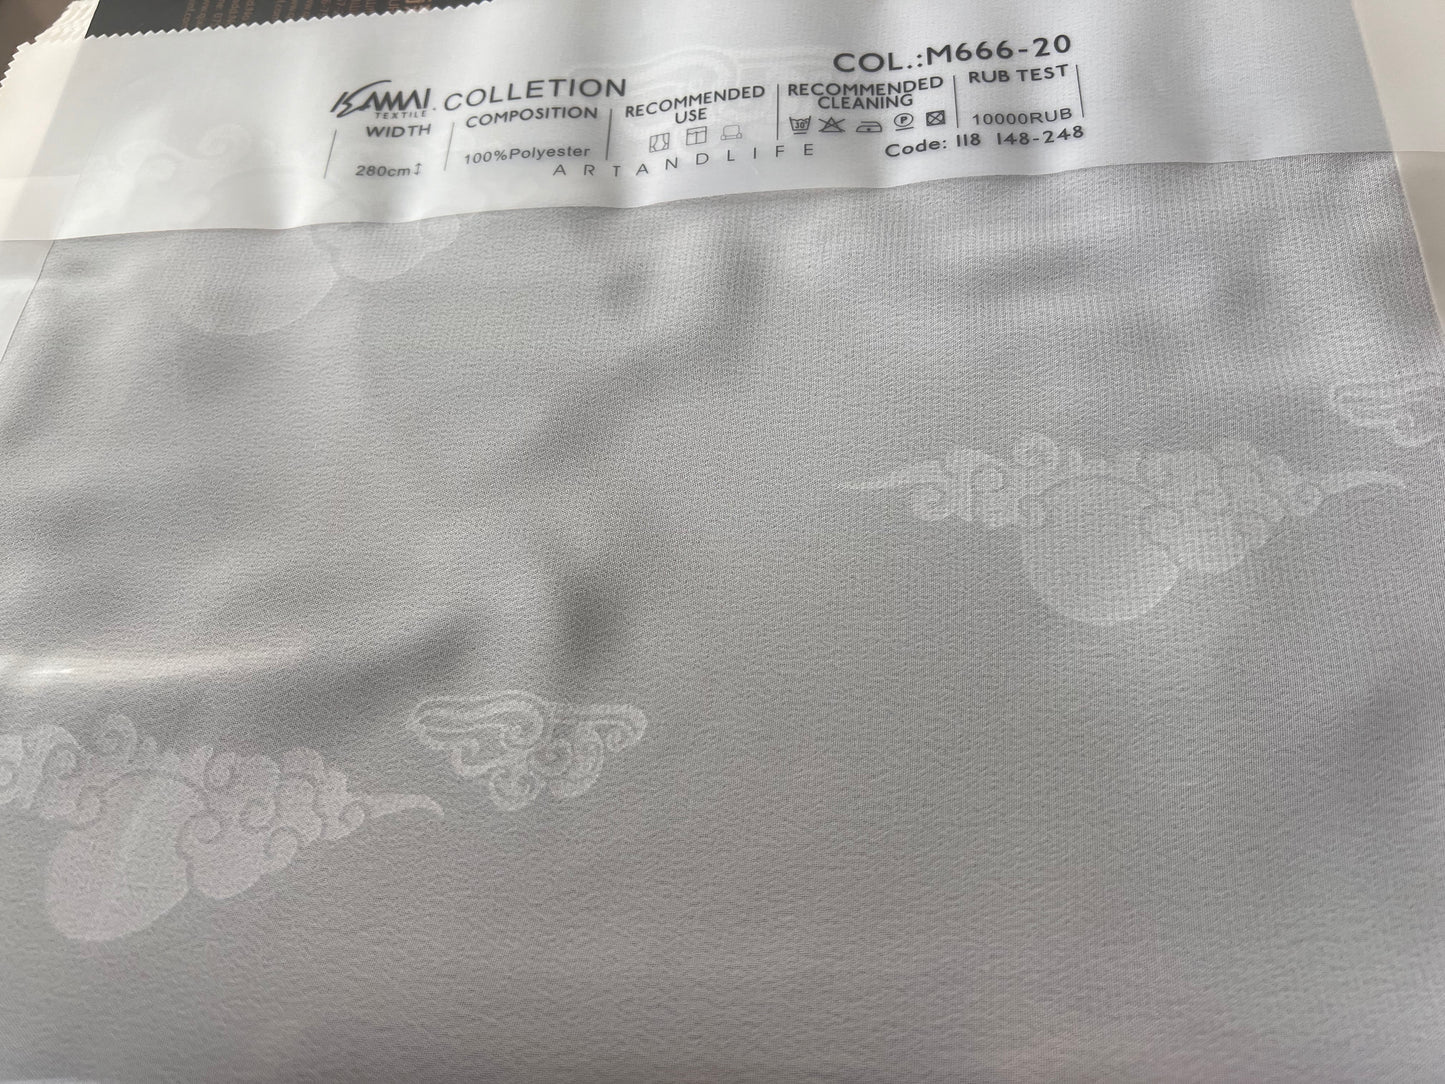 COL.:M666-20
KAMAI. COLLETION
TEXTILE
WIDTH
280cm↕
COMPOSITION
100%Polyester
RECOMMENDED
USE
RECOMMENDED
CLEANING
30°
P
RUB TEST
10000RUB
ARTANDLIFE
Code: 118 148-248